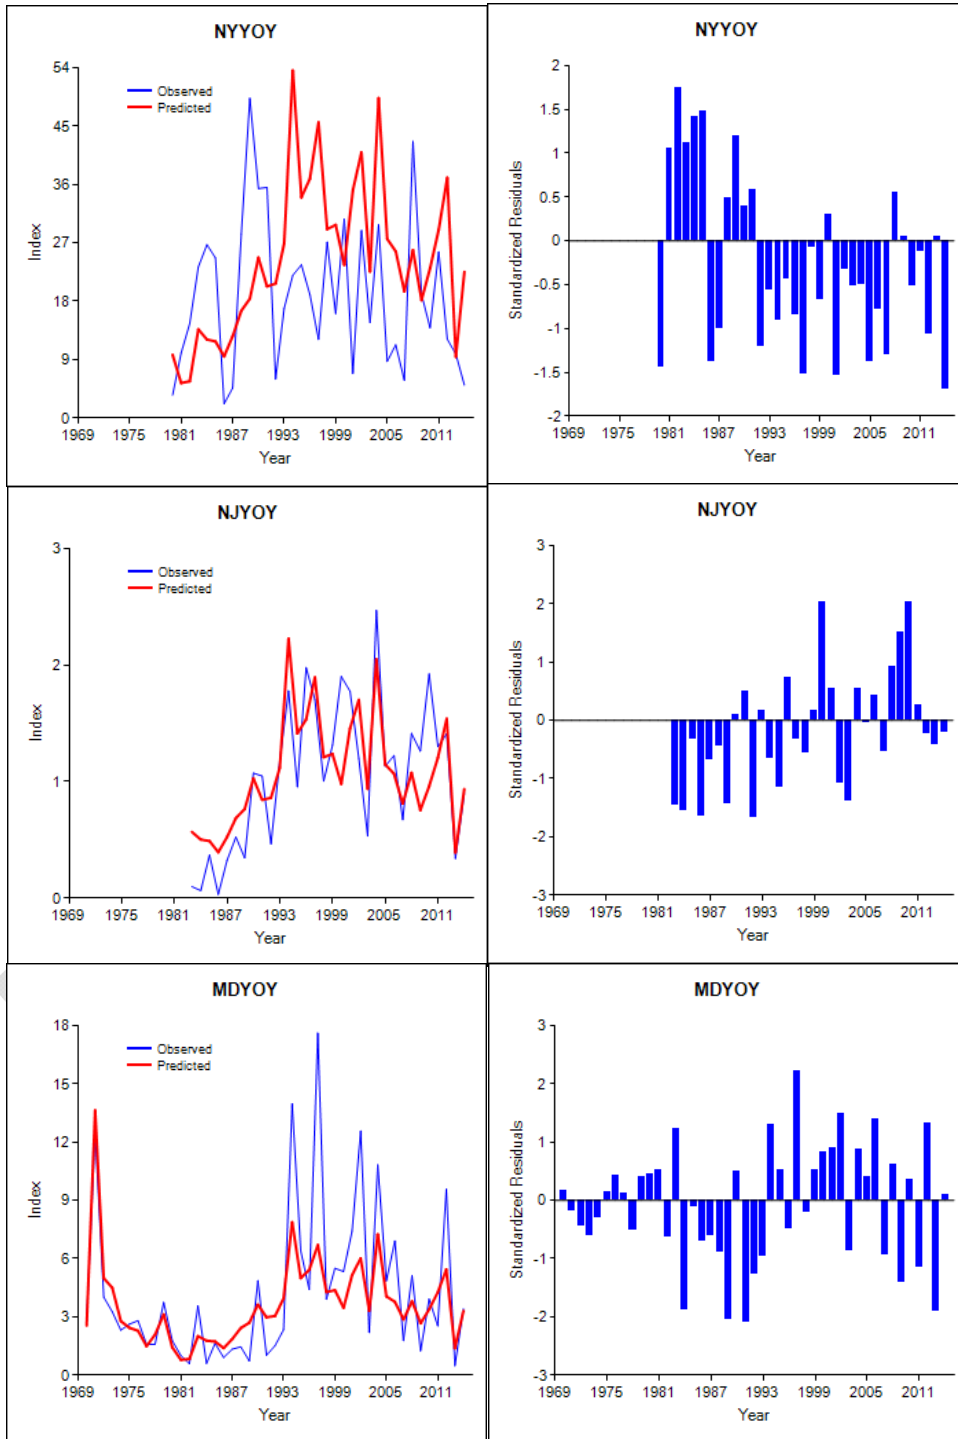 NYYOY
54
45
36
27
18
9
0
Index
Observed
Predicted
1969 1975 1981 1987 1993 1999 2005 2011
Year
NYYOY
2
1.5
1
0.5
0
-0.5
-1
-1.5
-2
Standardized Residuals
1969 1975 1981 1987 1993 1999 2005 2011
Year
NJYOY
3
2
1
0
Index
Observed
Predicted
1969 1975 1981 1987 1993 1999 2005 2011
Year
NJYOY
3
2
1
0
-1
-2
-3
Standardized Residuals
1969 1975 1981 1987 1993 1999 2005 2011
Year
MDYOY
18
15
12
9
6
3
0
Index
Observed
Predicted
1969 1975 1981 1987 1993 1999 2005 2011
Year
MDYOY
3
2
1
0
-1
-2
-3
Standardized Residuals
1969 1975 1981 1987 1993 1999 2005 2011
Year